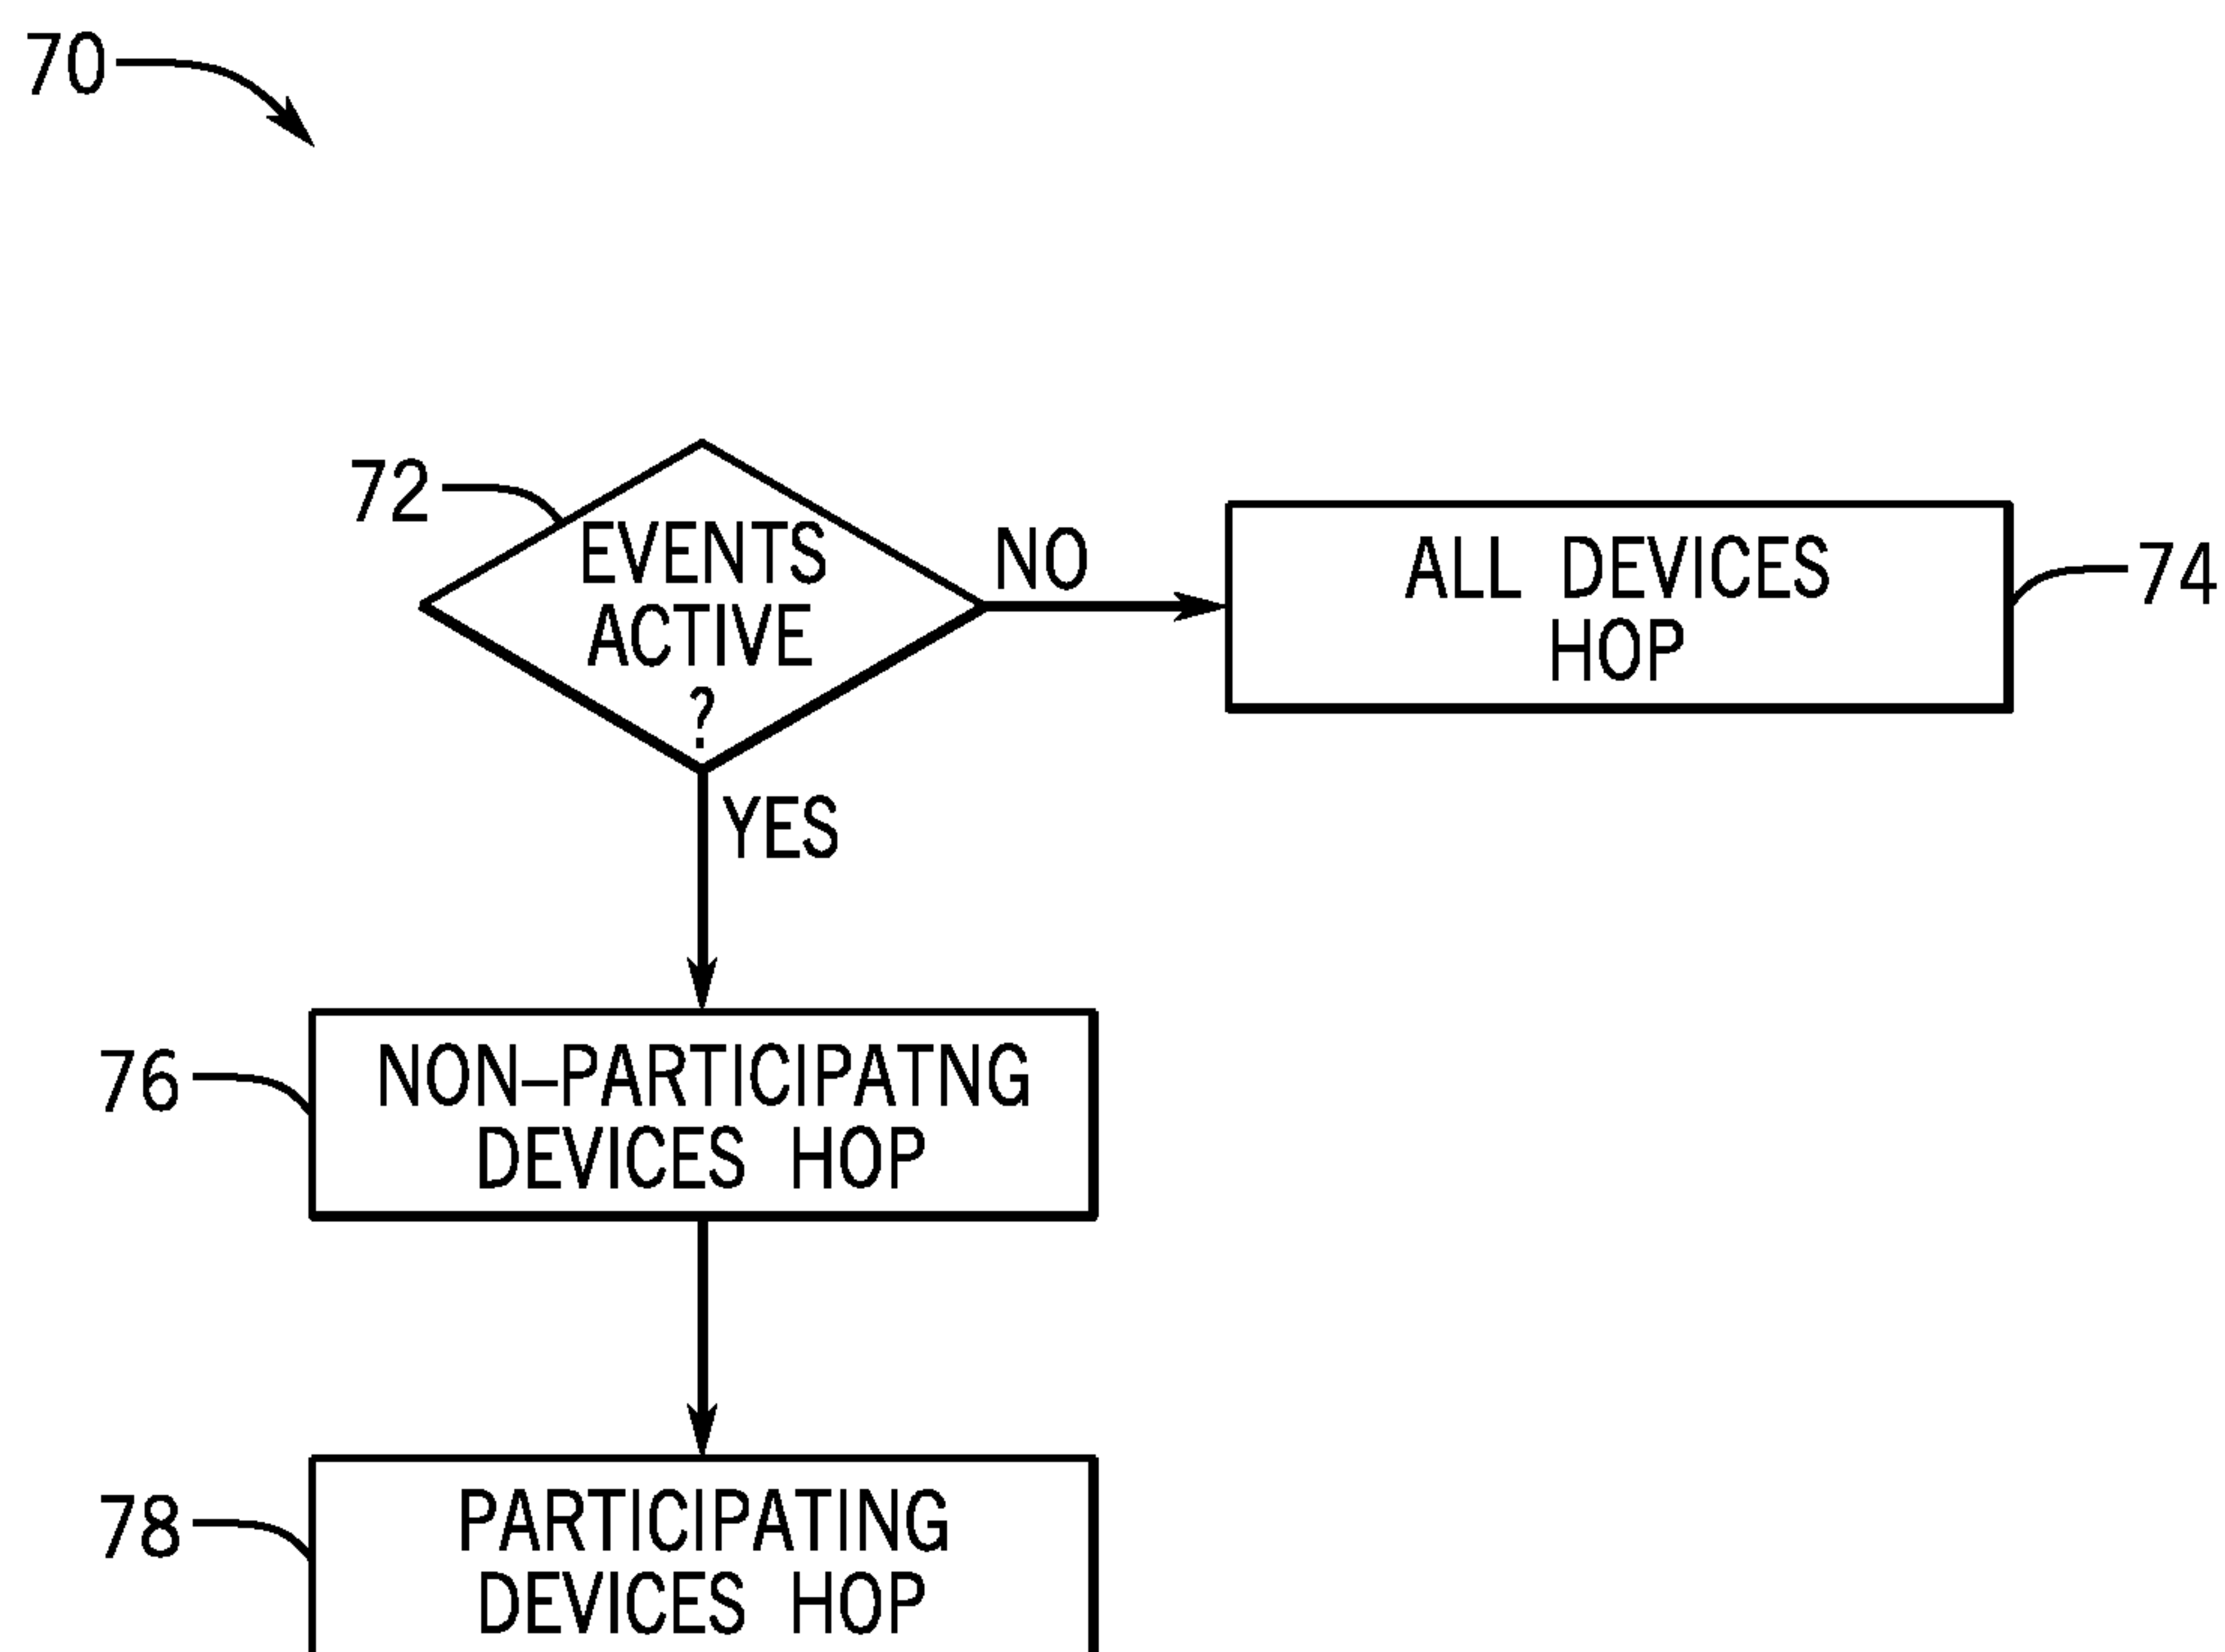 70
72
EVENTS
ACTIVE
?
NO
ALL DEVICES
HOP
74
YES
76
NON–PARTICIPATNG
DEVICES HOP
78
PARTICIPATING
DEVICES HOP